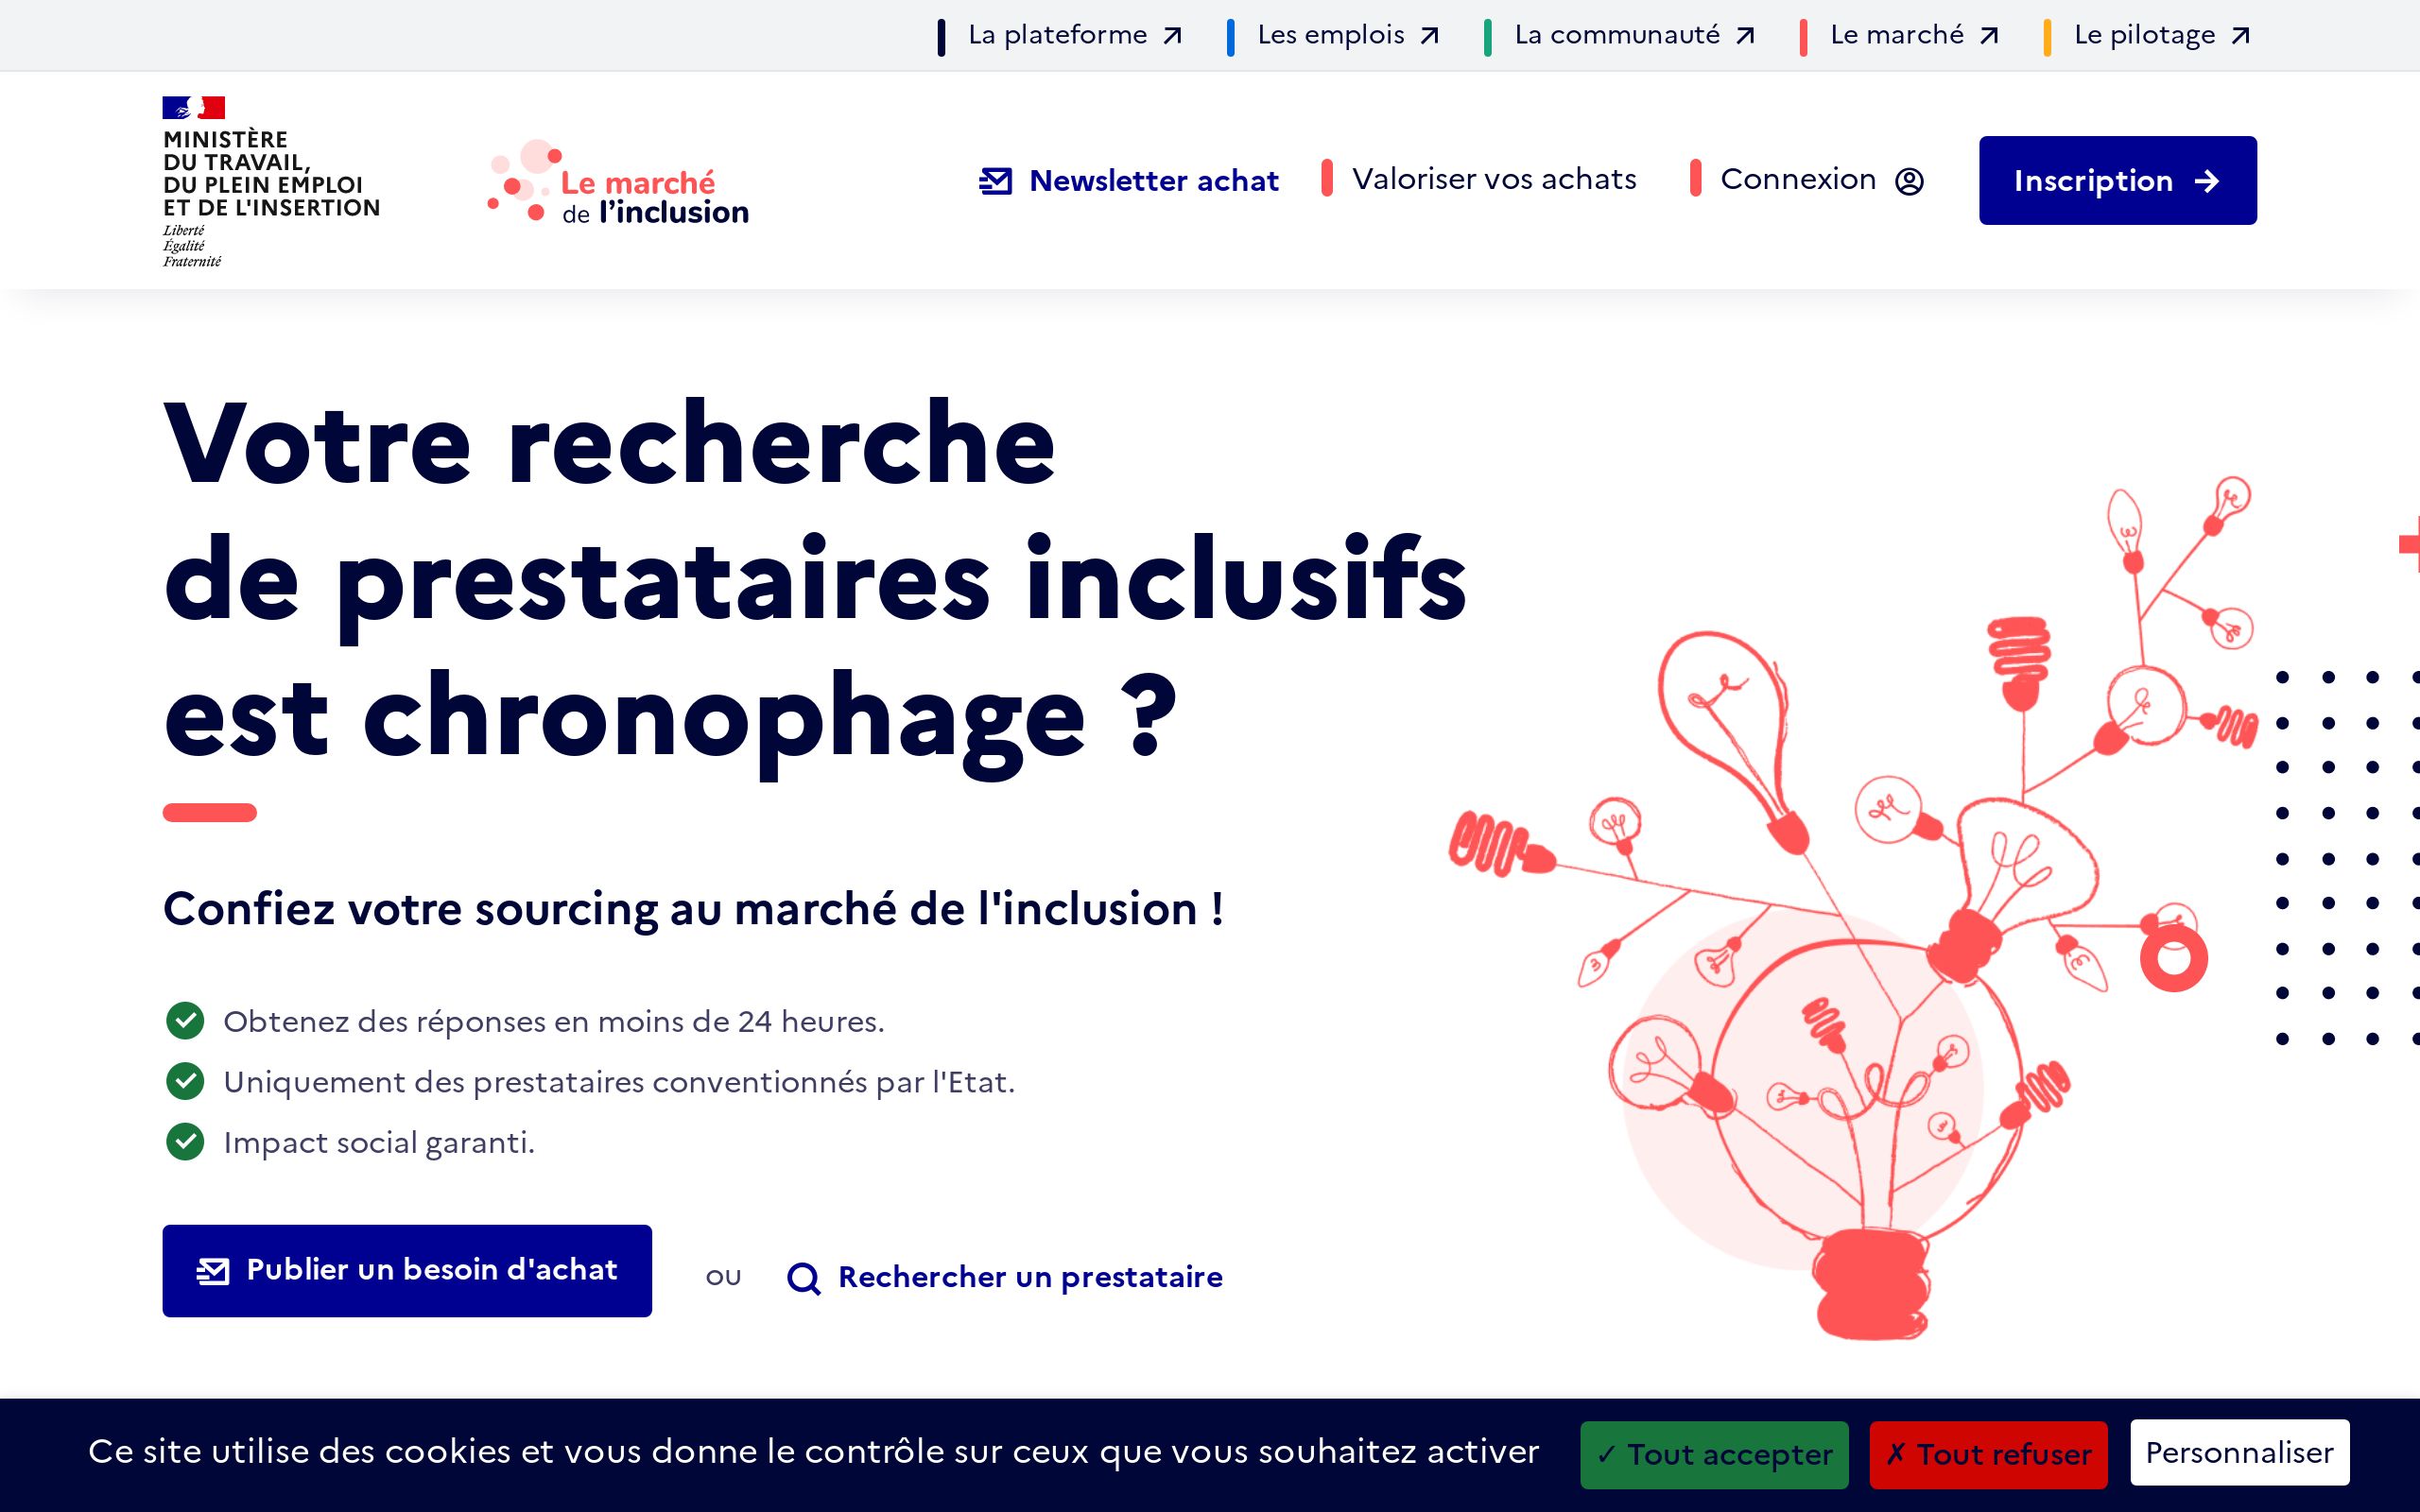 La plateforme
Les emplois
La communauté
Le marché
Le pilotage
MINISTÈRE
DU TRAVAIL,
DU PLEIN EMPLOI
ET DE L'INSERTION
Liberté
Égalité
Fraternité
Le marché
de l’inclusion
Newsletter achat
Valoriser vos achats
Connexion
Inscription
Votre recherche
de prestataires inclusifs
est chronophage ?
Confiez votre sourcing au marché de l'inclusion !
Obtenez des réponses en moins de 24 heures.
Uniquement des prestataires conventionnés par l'Etat.
Impact social garanti.
Publier un besoin d'achat
ou
Rechercher un prestataire
Ce site utilise des cookies et vous donne le contrôle sur ceux que vous souhaitez activer
✓ Tout accepter
✗ Tout refuser
Personnaliser